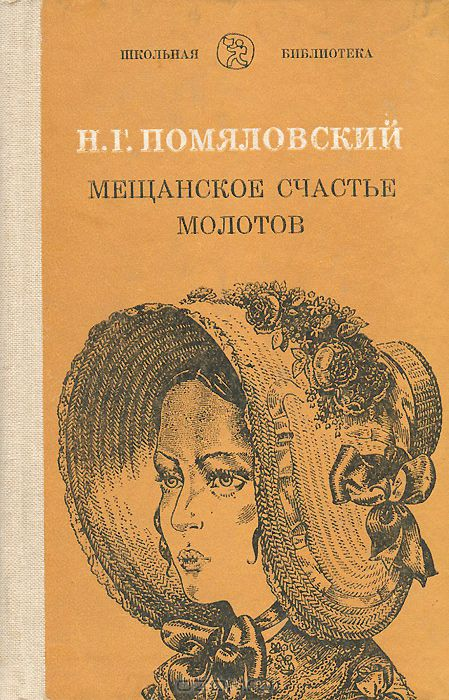 ШКОЛЬНАЯ БИБЛИОТЕКА
Н.Г. ПОМЯЛОВСКИЙ
МЕЩАНСКОЕ СЧАСТЬЕ
МОЛОТОВ